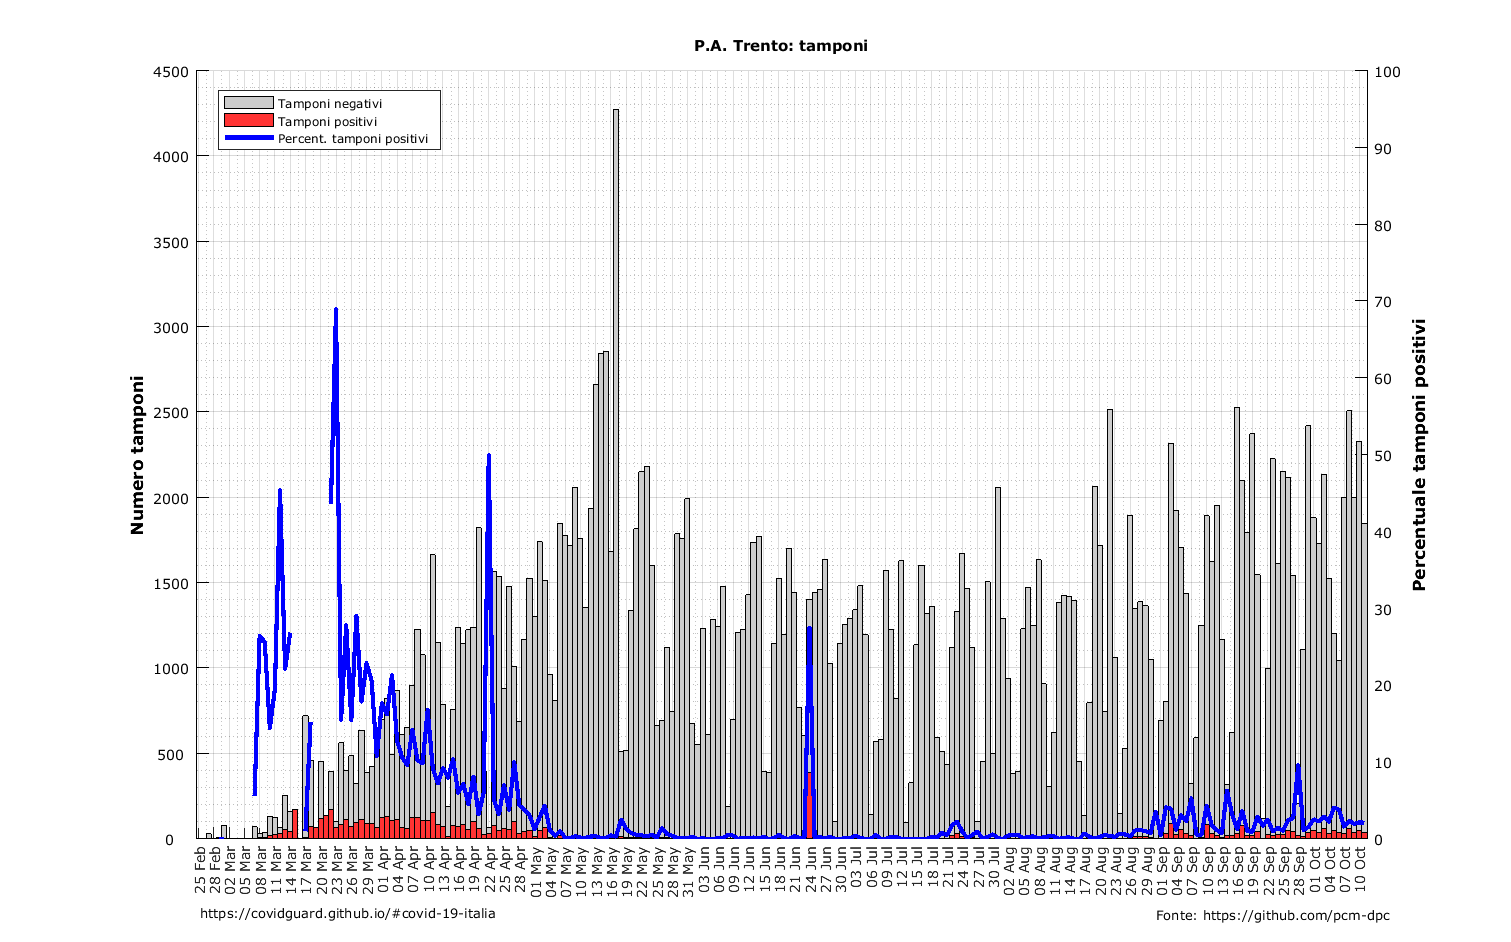 P.A. Trento: tamponi
Tamponi negativi
Tamponi positivi
Percent. tamponi positivi
Numero tamponi
4500
4000
3500
3000
2500
2000
1500
1000
500
0
100
90
80
70
60
50
40
30
20
10
0
Percentuale tamponi positivi
25 Feb
28 Feb
02 Mar
05 Mar
08 Mar
11 Mar
14 Mar
17 Mar
20 Mar
23 Mar
26 Mar
29 Mar
01 Apr
04 Apr
07 Apr
10 Apr
13 Apr
16 Apr
19 Apr
22 Apr
25 Apr
28 Apr
01 May
04 May
07 May
10 May
13 May
16 May
19 May
22 May
25 May
28 May
31 May
03 Jun
06 Jun
09 Jun
12 Jun
15 Jun
18 Jun
21 Jun
24 Jun
27 Jun
30 Jun
03 Jul
06 Jul
09 Jul
12 Jul
15 Jul
18 Jul
21 Jul
24 Jul
27 Jul
30 Jul
02 Aug
05 Aug
08 Aug
11 Aug
14 Aug
17 Aug
20 Aug
23 Aug
26 Aug
29 Aug
01 Sep
04 Sep
07 Sep
10 Sep
13 Sep
16 Sep
19 Sep
22 Sep
25 Sep
28 Sep
01 Oct
04 Oct
07 Oct
10 Oct
https://covidguard.github.io/#covid-19-italia
Fonte: https://github.com/pcm-dpc